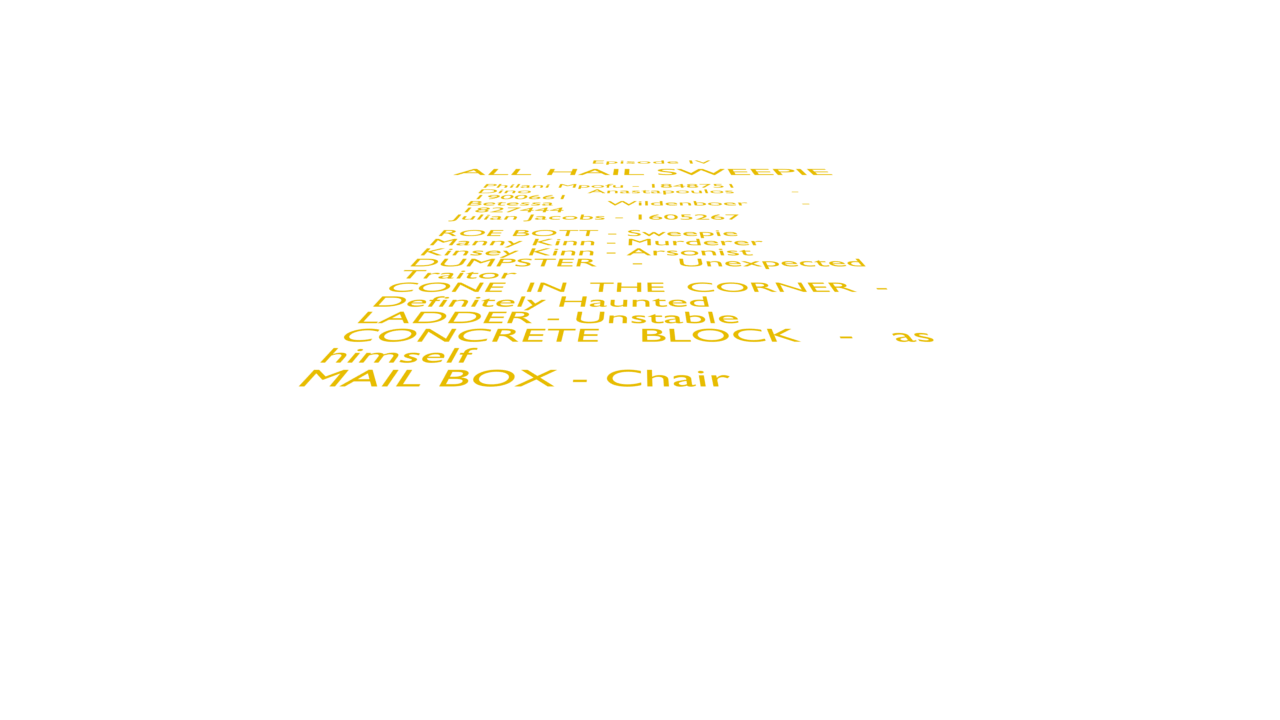 Episode IV
ALL HAIL SWEEPIE
Philani Mpofu - 1848751
Dino Anastapoulos -
1900661
Betessa Wildenboer -
1827444
Julian Jacobs - 1605267
ROE BOTT - Sweepie
Manny Kinn - Murderer
Kinsey Kinn - Arsonist
DUMPSTER - Unexpected
Traitor
CONE IN THE CORNER -
Definitely Haunted
LADDER - Unstable
CONCRETE BLOCK - as
himself
MAIL BOX - Chair